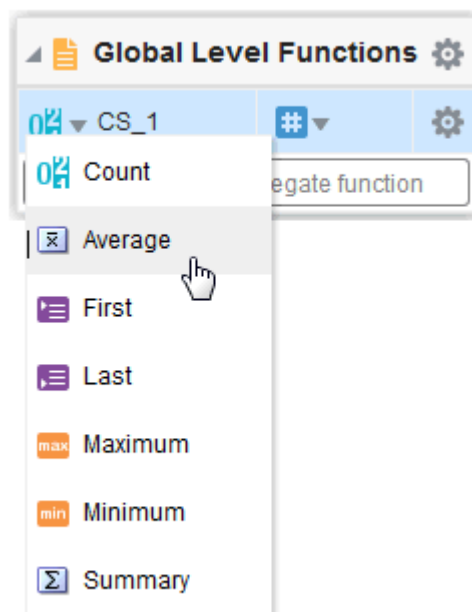 Global Level Functions
CS_1
#
Count
egate function
x̄ Average
First
Last
max Maximum
min Minimum
Σ Summary